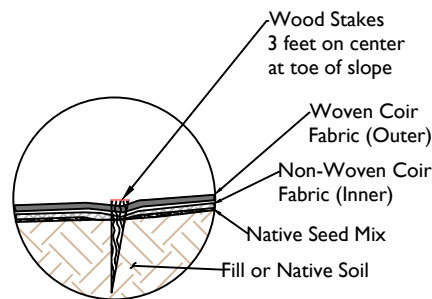 Wood Stakes
3 feet on center
at toe of slope
Woven Coir
Fabric (Outer)
Non-Woven Coir
Fabric (Inner)
Native Seed Mix
Fill or Native Soil